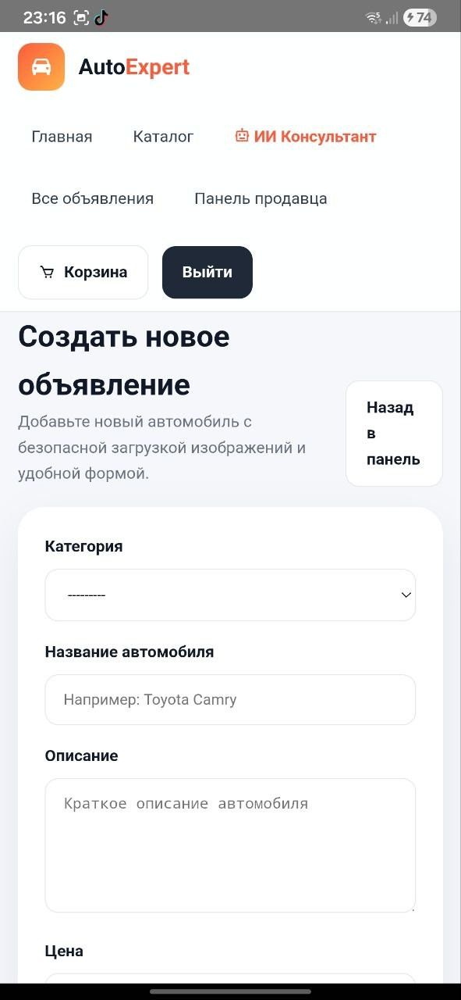 23:16 74
AutoExpert
Главная Каталог ИИ Консультант
Все объявления Панель продавца
Корзина Выйти
Создать новое
объявление
Добавьте новый автомобиль с
безопасной загрузкой изображений и
удобной формой.
Назад
в
панель
Категория
---------
Название автомобиля
Например: Toyota Camry
Описание
Краткое описание автомобиля
Цена